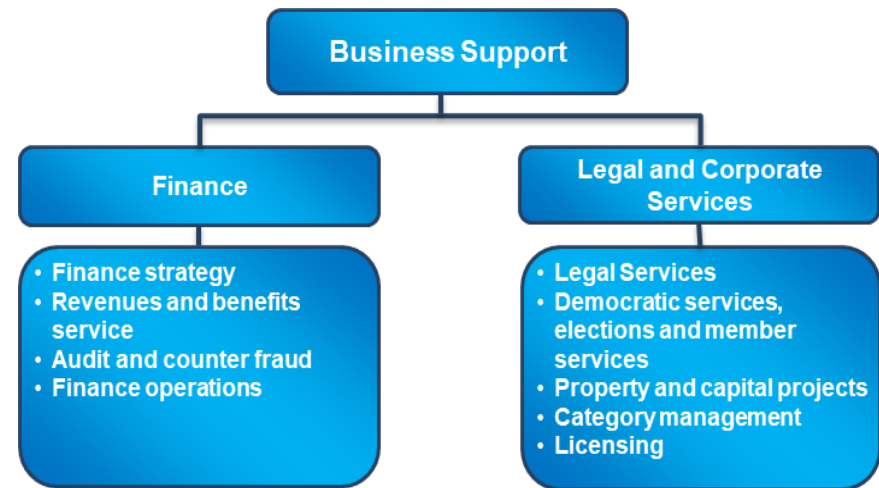 Business Support
Finance
Legal and Corporate
Services
• Finance strategy
• Revenues and benefits
service
• Audit and counter fraud
• Finance operations
• Legal Services
• Democratic services,
elections and member
services
• Property and capital projects
• Category management
• Licensing